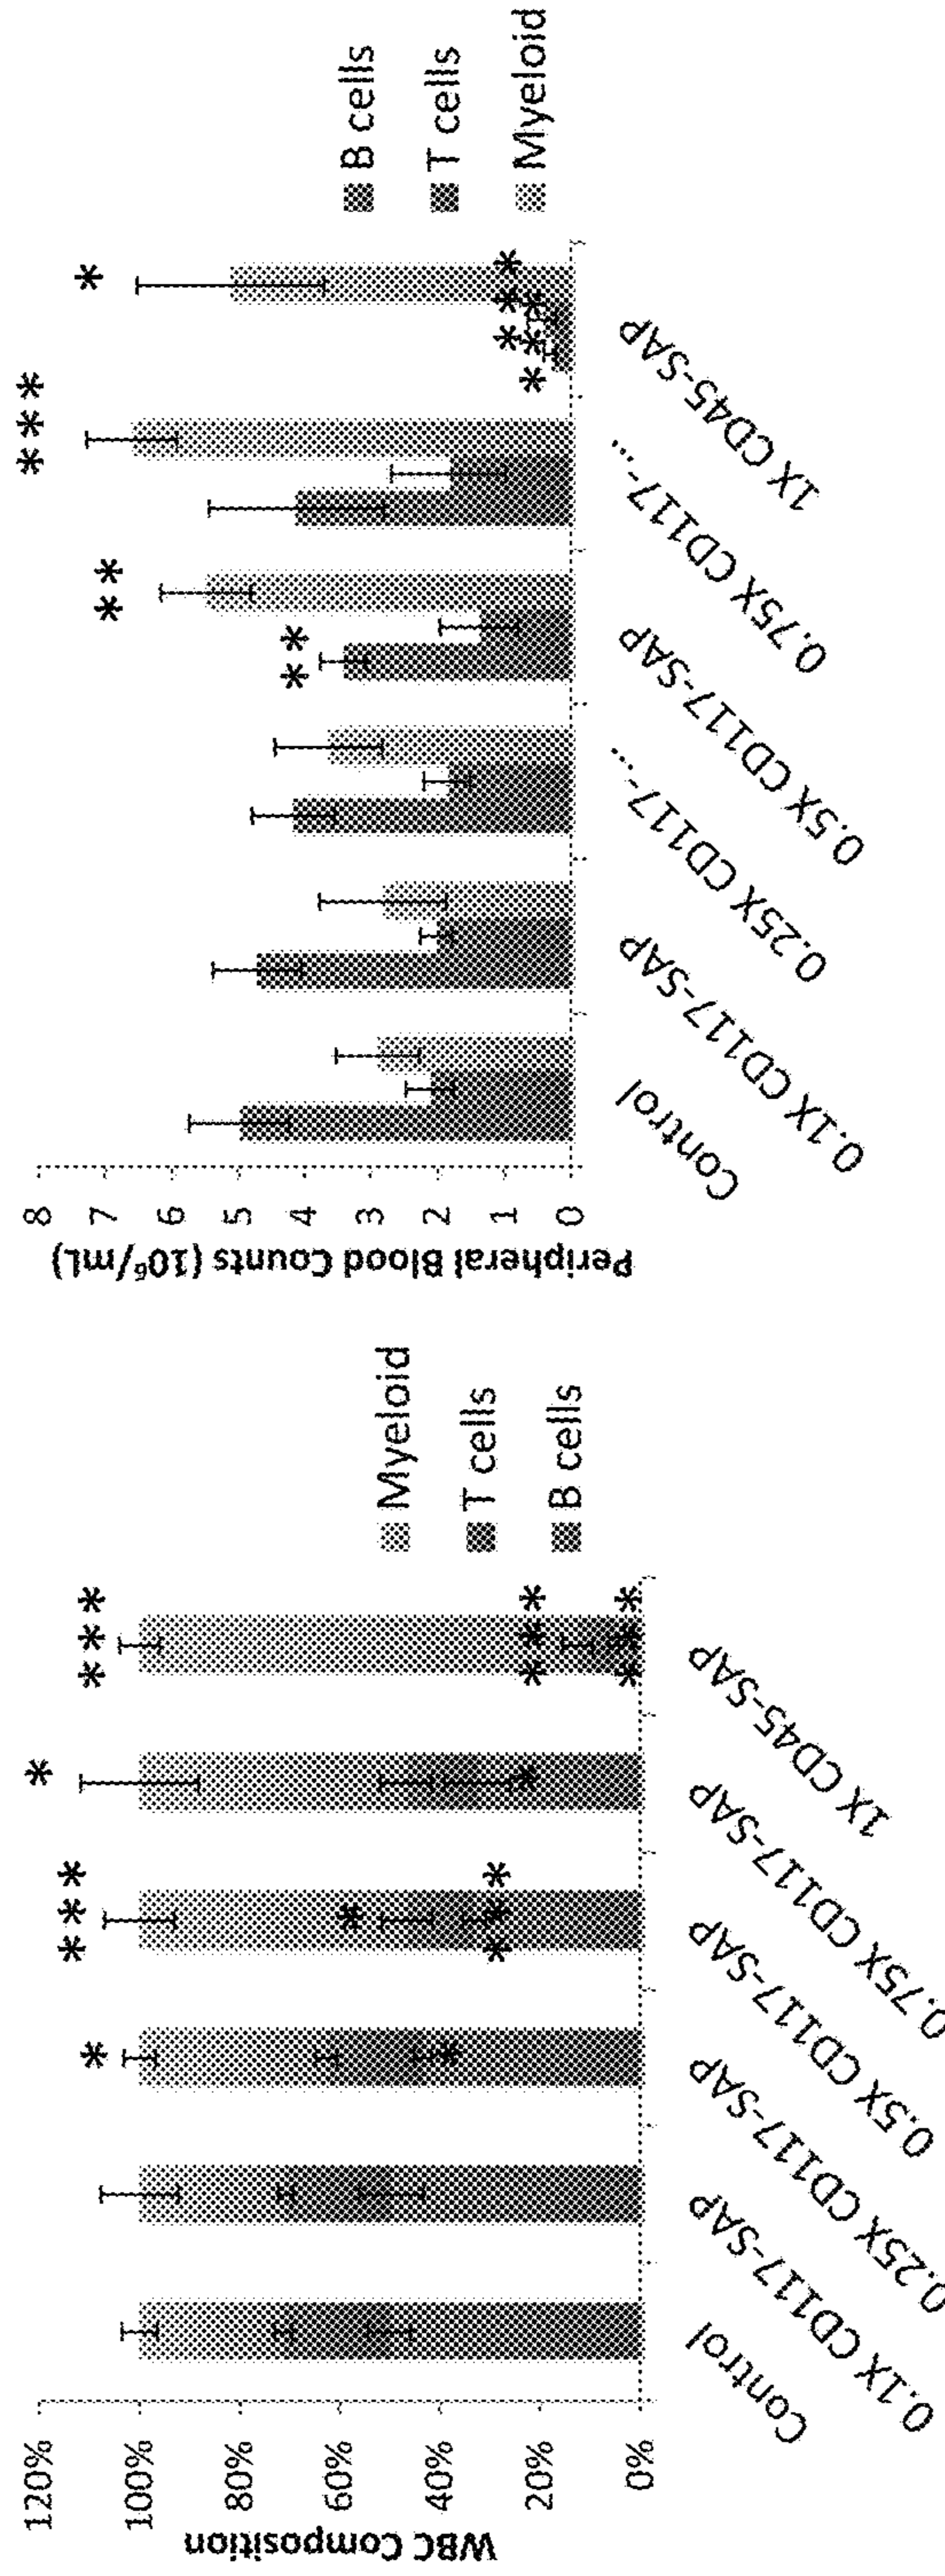 120%
100%
80%
60%
40%
20%
0%
WBC Composition
*
***
*
***
*
*
***
*
***
***
Control
0.1X CD117-SAP
0.25X CD117-SAP
0.5X CD117-SAP
0.75X CD117-SAP
1X CD45-SAP
Myeloid
T cells
B cells
8
7
6
5
4
3
2
1
0
Peripheral Blood Counts (10⁶/mL)
**
**
***
*
***
***
Control
0.1X CD117-SAP
0.25X CD117-...
0.5X CD117-SAP
0.75X CD117-...
1X CD45-SAP
B cells
T cells
Myeloid